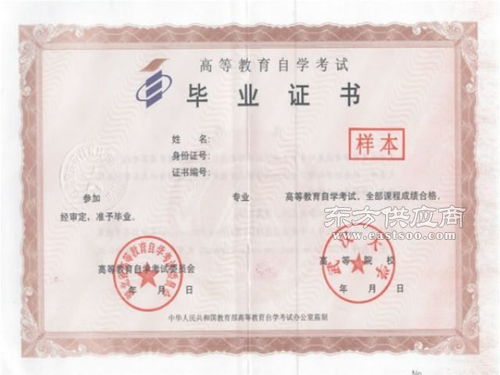 高等教育自学考试
毕业证书
姓 名:
身份证号:
证书编号:
样本
参加 专业 高等教育自学考试、全部课程成绩合格,
经审定、准予毕业。
东方供应商
www.eastsoo.com
高等教育自学考试委员会
年 月 日
高 等 院 校
武汉大学
年 月 日
中华人民共和国教育部高等教育自学考试办公室监制
No